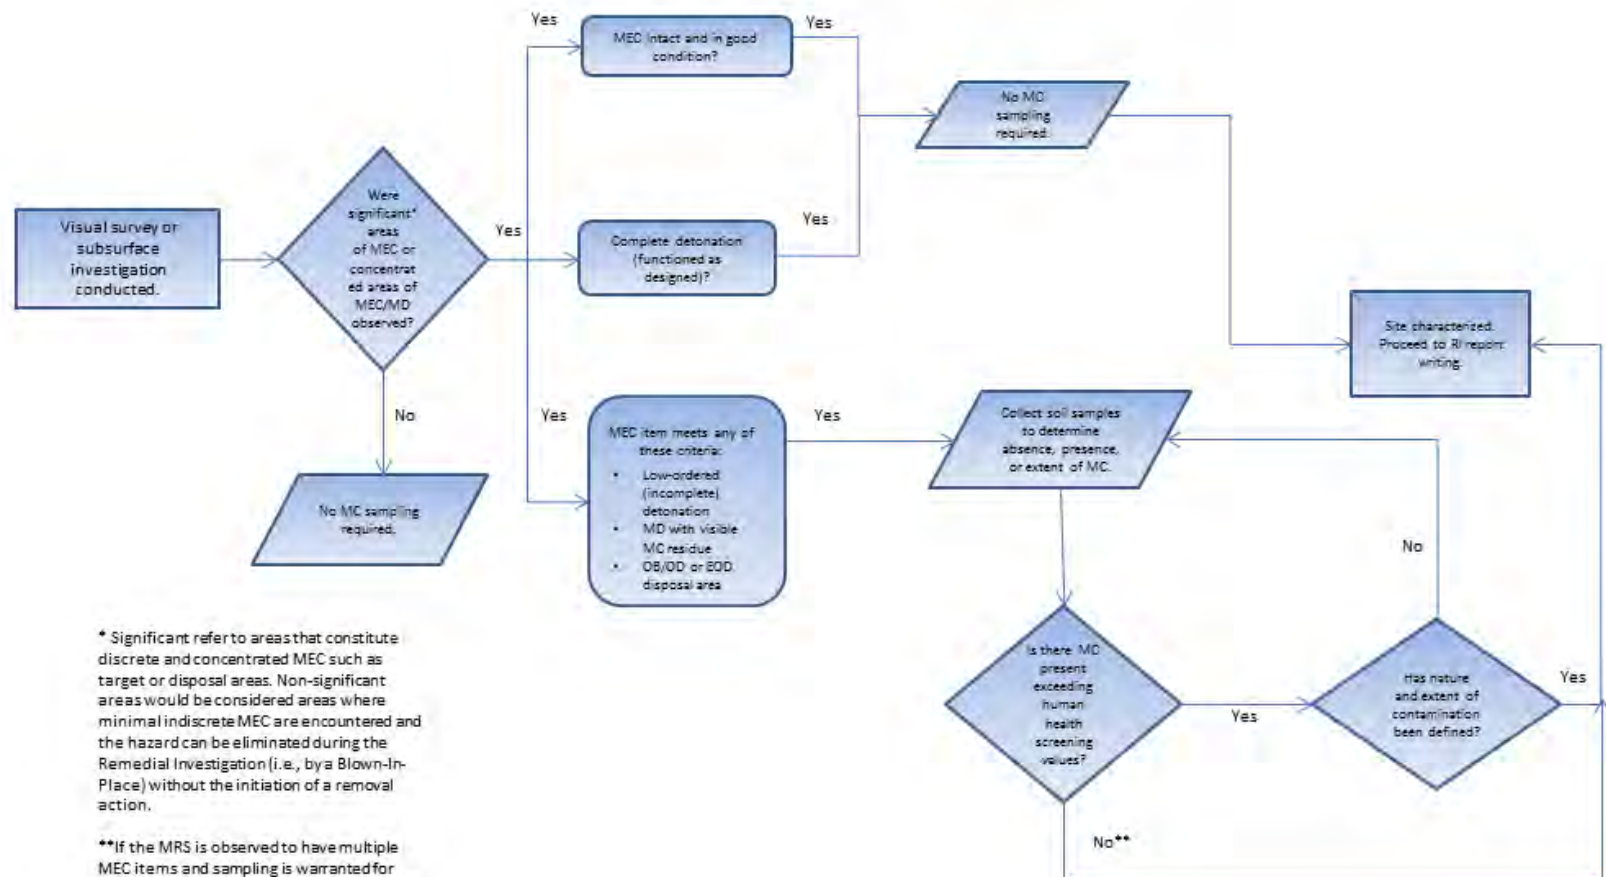 Yes
MEC intact and in good
condition?
Yes
No MC
sampling
required.
Visual survey or
subsurface
investigation
conducted.
Were
significant*
areas
of MEC or
concentrat
ed areas of
MEC/MD
observed?
Yes
Complete detonation
(functioned as
designed)?
Yes
Site characterized.
Proceed to RI report
writing.
No
No MC sampling
required.
Yes
MEC item meets any of
these criteria:
• Low-ordered
(incomplete)
detonation
• MD with visible
MC residue
• OB/OD or EOD
disposal area
Yes
Collect soil samples
to determine
absence, presence,
or extent of MC.
No
Is there MC
present
exceeding
human
health
screening
values?
Yes
Has nature
and extent of
contamination
been defined?
Yes
No**
* Significant refer to areas that constitute
discrete and concentrated MEC such as
target or disposal areas. Non-significant
areas would be considered areas where
minimal indiscrete MEC are encountered and
the hazard can be eliminated during the
Remedial Investigation (i.e., by a Blown-In-
Place) without the initiation of a removal
action.
**If the MRS is observed to have multiple
MEC items and sampling is warranted for